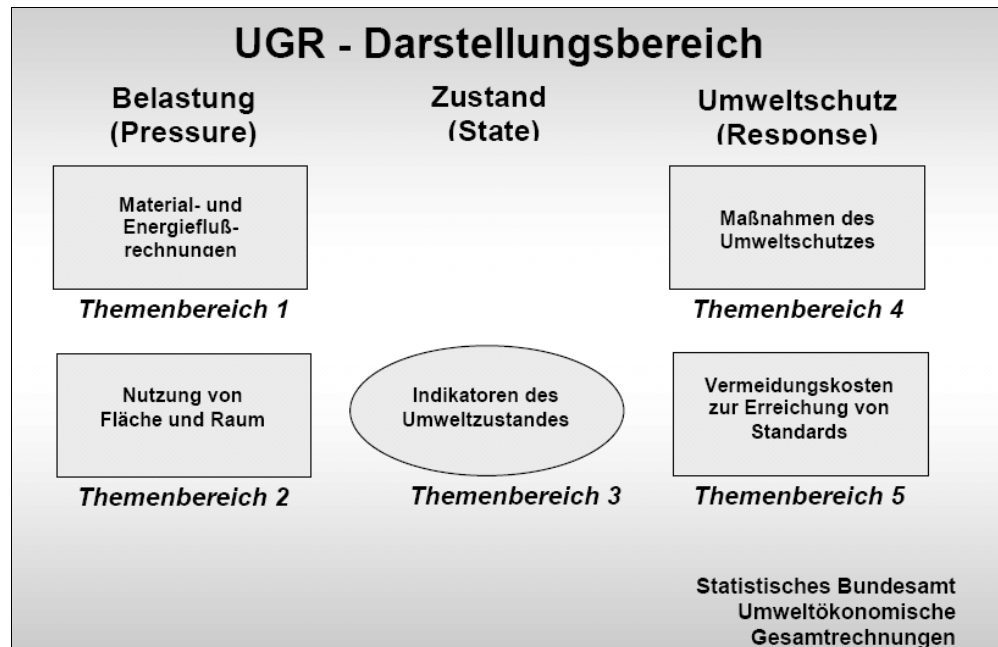 UGR - Darstellungsbereich
Belastung
(Pressure)
Zustand
(State)
Umweltschutz
(Response)
Material- und
Energiefluß-
rechnungen
Themenbereich 1
Maßnahmen des
Umweltschutzes
Themenbereich 4
Nutzung von
Fläche und Raum
Themenbereich 2
Indikatoren des
Umweltzustandes
Themenbereich 3
Vermeidungskosten
zur Erreichung von
Standards
Themenbereich 5
Statistisches Bundesamt
Umweltökonomische
Gesamtrechnungen